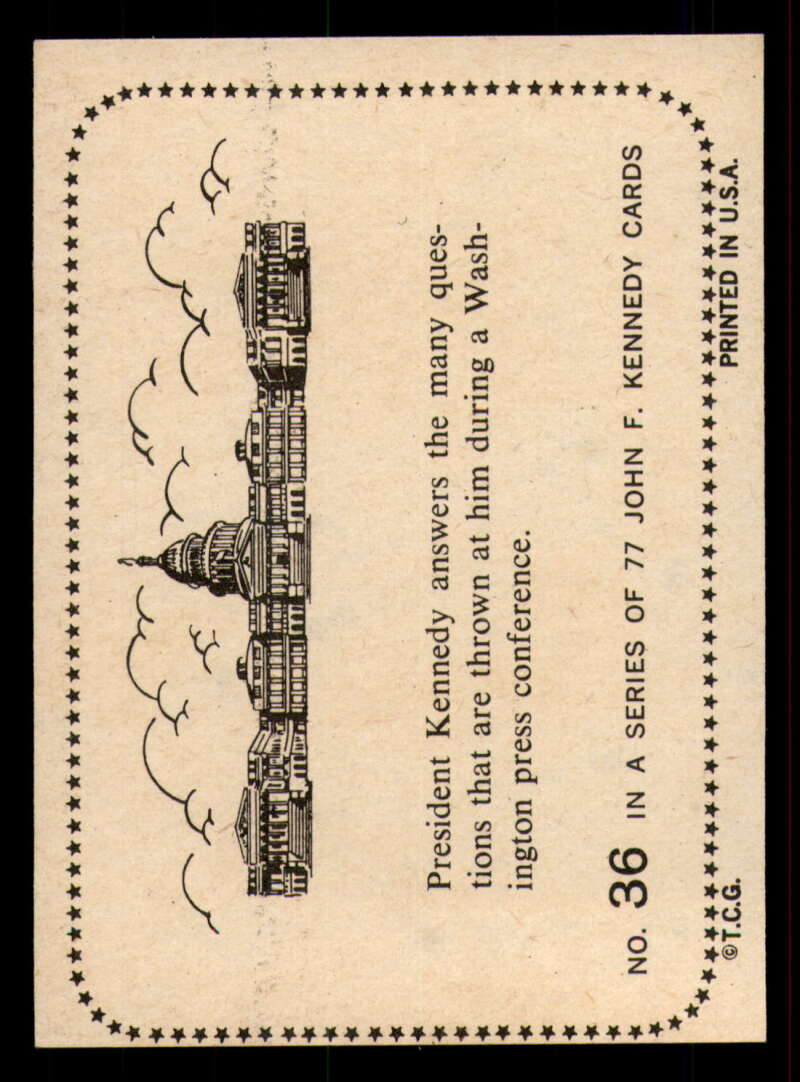 President Kennedy answers the many ques-
tions that are thrown at him during a Wash-
ington press conference.
NO. 36 IN A SERIES OF 77 JOHN F. KENNEDY CARDS
©T.C.G. PRINTED IN U.S.A.